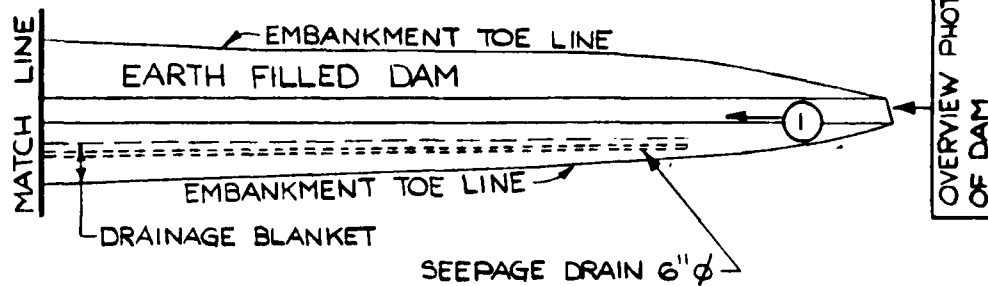 MATCH LINE
EMBANKMENT TOE LINE
EARTH FILLED DAM
1
EMBANKMENT TOE LINE
DRAINAGE BLANKET
SEEPAGE DRAIN 6"ϕ
OVERVIEW
OF DAM